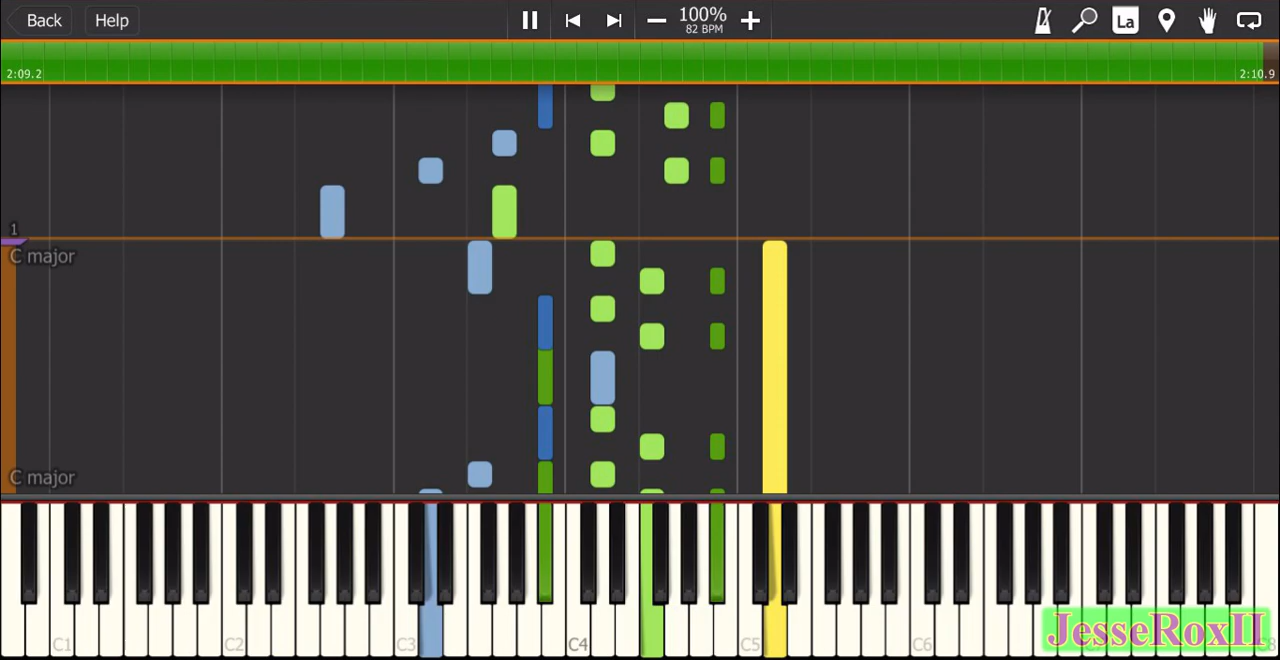 Back Help 100% La
82 BPM
2:09.2 2:10.9
1
C major
C major
C1 C2 C3 C4 C5 C6 C8
JesseRoxII